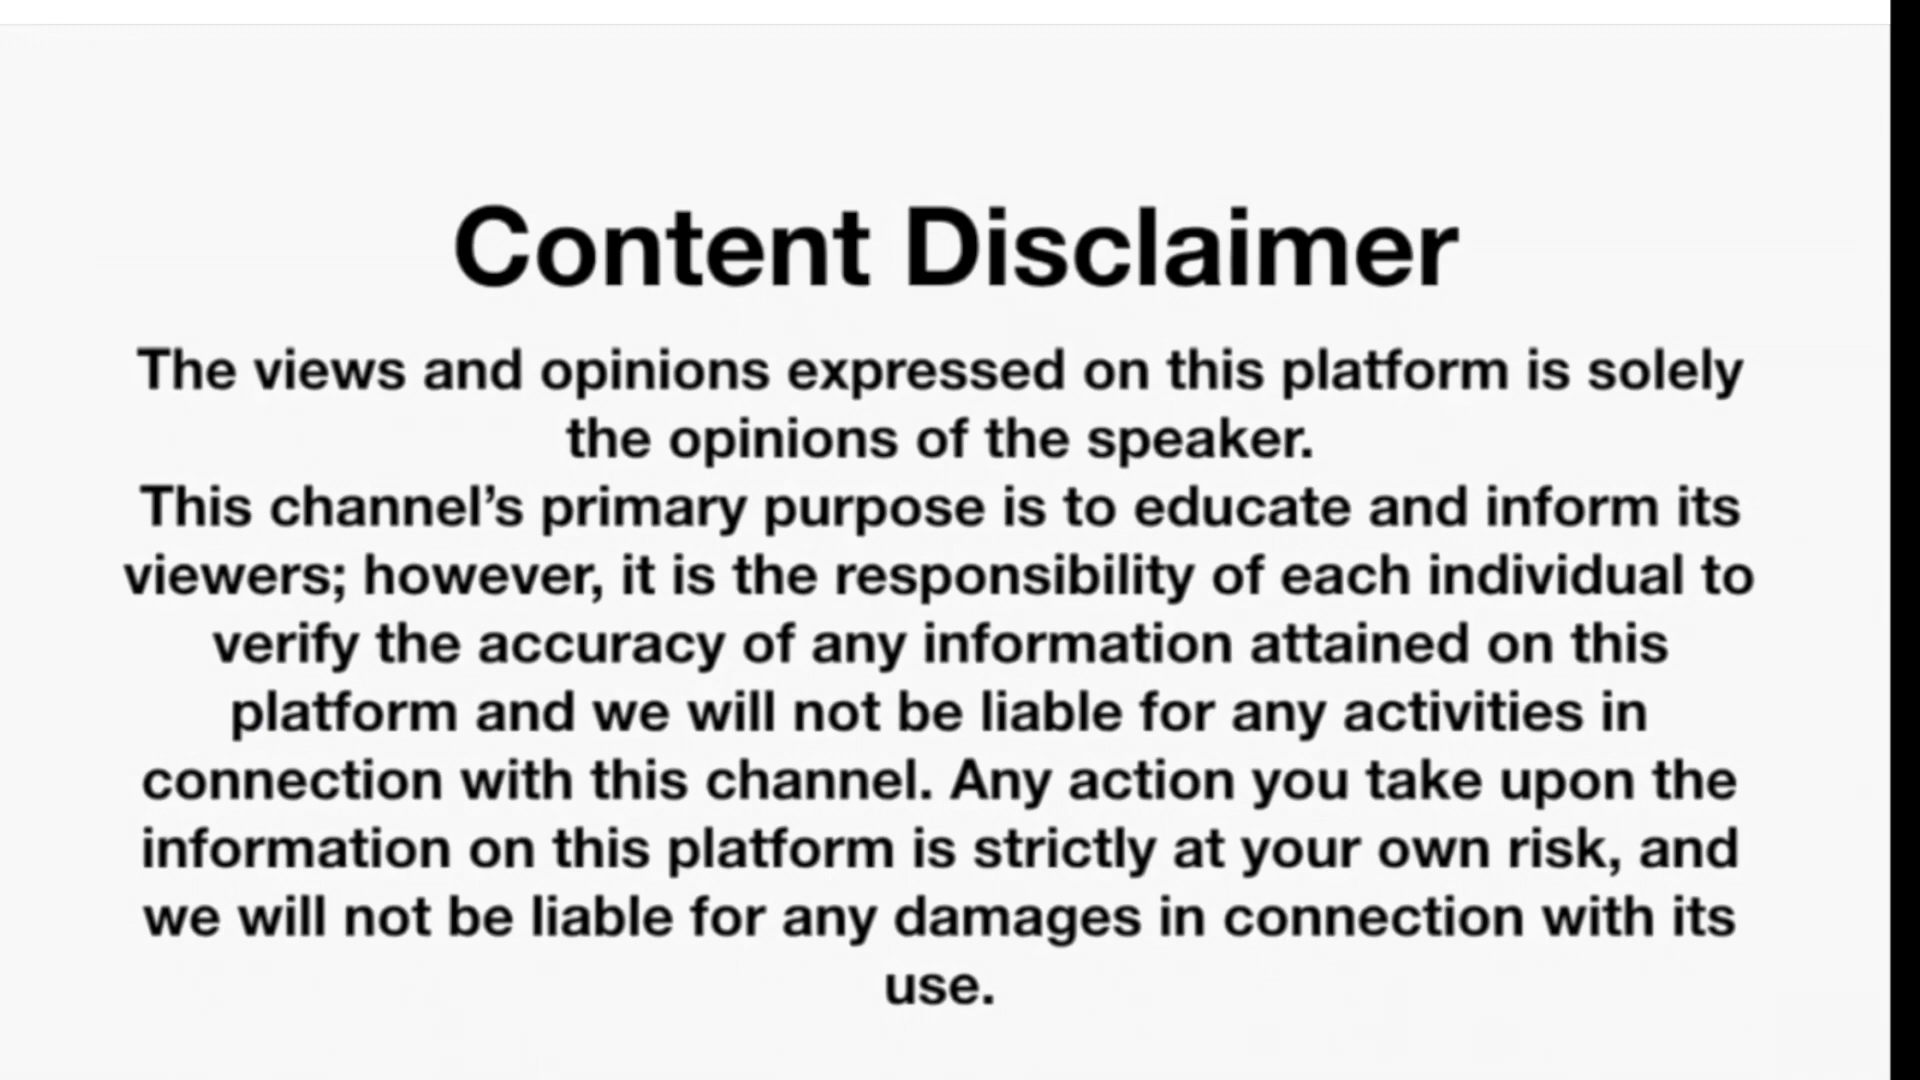 Content Disclaimer
The views and opinions expressed on this platform is solely
the opinions of the speaker.
This channel’s primary purpose is to educate and inform its
viewers; however, it is the responsibility of each individual to
verify the accuracy of any information attained on this
platform and we will not be liable for any activities in
connection with this channel. Any action you take upon the
information on this platform is strictly at your own risk, and
we will not be liable for any damages in connection with its
use.